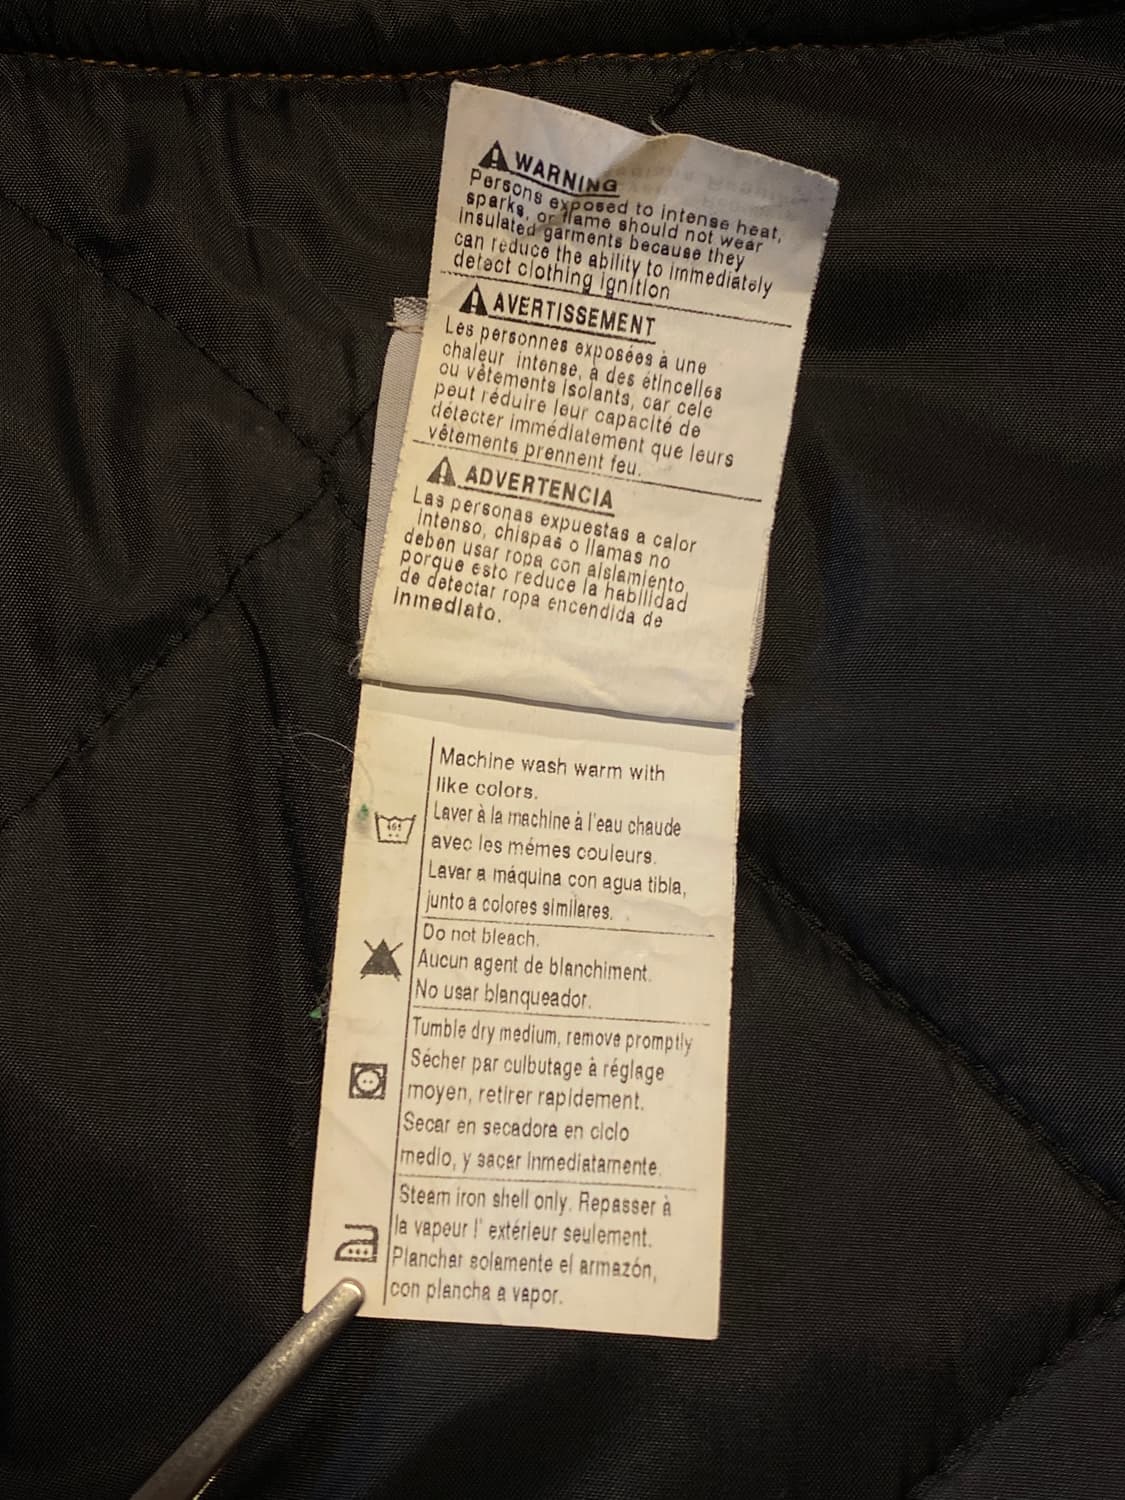 WARNING
Persons exposed to intense heat,
sparks, or flame should not wear
insulated garments because they
can reduce the ability to immediately
detect clothing ignition
AVERTISSEMENT
Les personnes exposées à une
chaleur intense, à des étincelles
ou vêtements isolants, car cele
peut réduire leur capacité de
détecter immédiatement que leurs
vêtements prennent feu.
ADVERTENCIA
Las personas expuestas a calor
intenso, chispas o llamas no
deben usar ropa con aislamiento
porque esto reduce la habilidad
de detectar ropa encendida de
inmediato.
Machine wash warm with
like colors.
Laver à la machine à l'eau chaude
avec les mémes couleurs.
Lavar a máquina con agua tibla,
junto a colores similares.
Do not bleach.
Aucun agent de blanchiment.
No usar blanqueador.
Tumble dry medium, remove promptly
Sécher par culbutage à réglage
moyen, retirer rapidement.
Secar en secadora en ciclo
medio, y sacar inmediatamente.
Steam iron shell only. Repasser à
la vapeur l' extérieur seulement.
Planchar solamente el armazón,
con plancha a vapor.